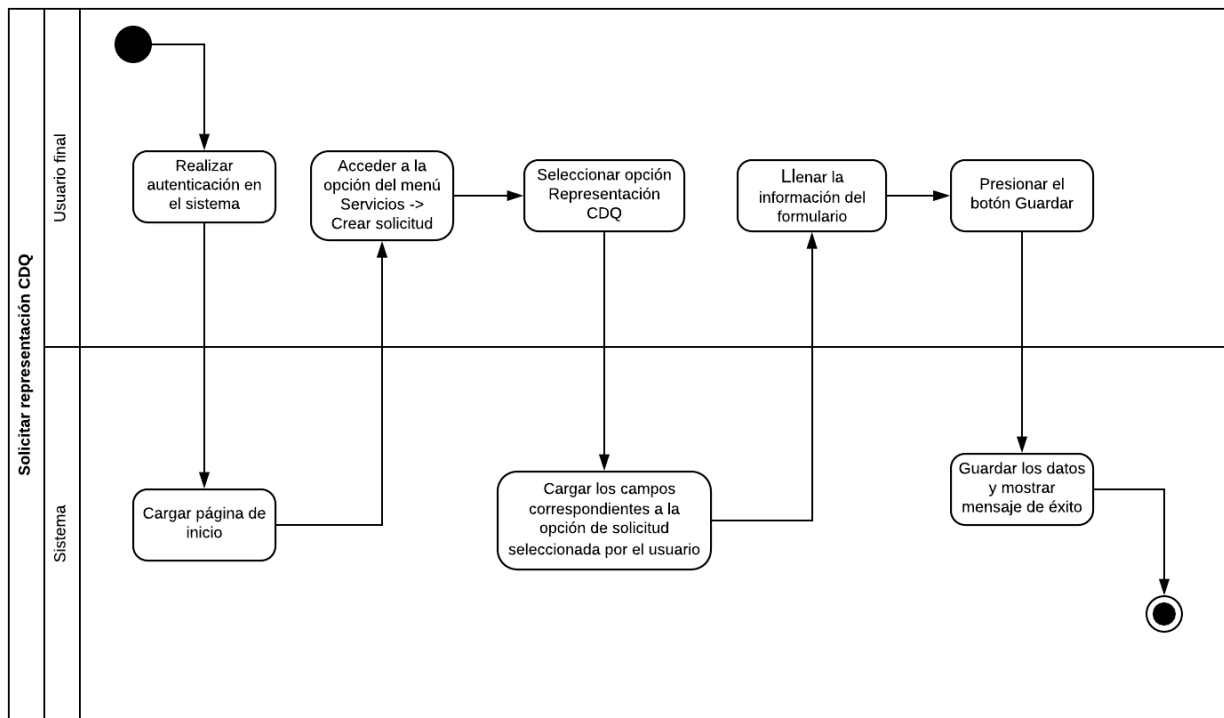 Solicitar representación CDQ
Usuario final
Realizar
autenticación en
el sistema
Acceder a la
opción del menú
Servicios ->
Crear solicitud
Seleccionar opción
Representación
CDQ
Llenar la
información del
formulario
Presionar el
botón Guardar
Sistema
Cargar página de
inicio
Cargar los campos
correspondientes a la
opción de solicitud
seleccionada por el usuario
Guardar los datos
y mostrar
mensaje de éxito